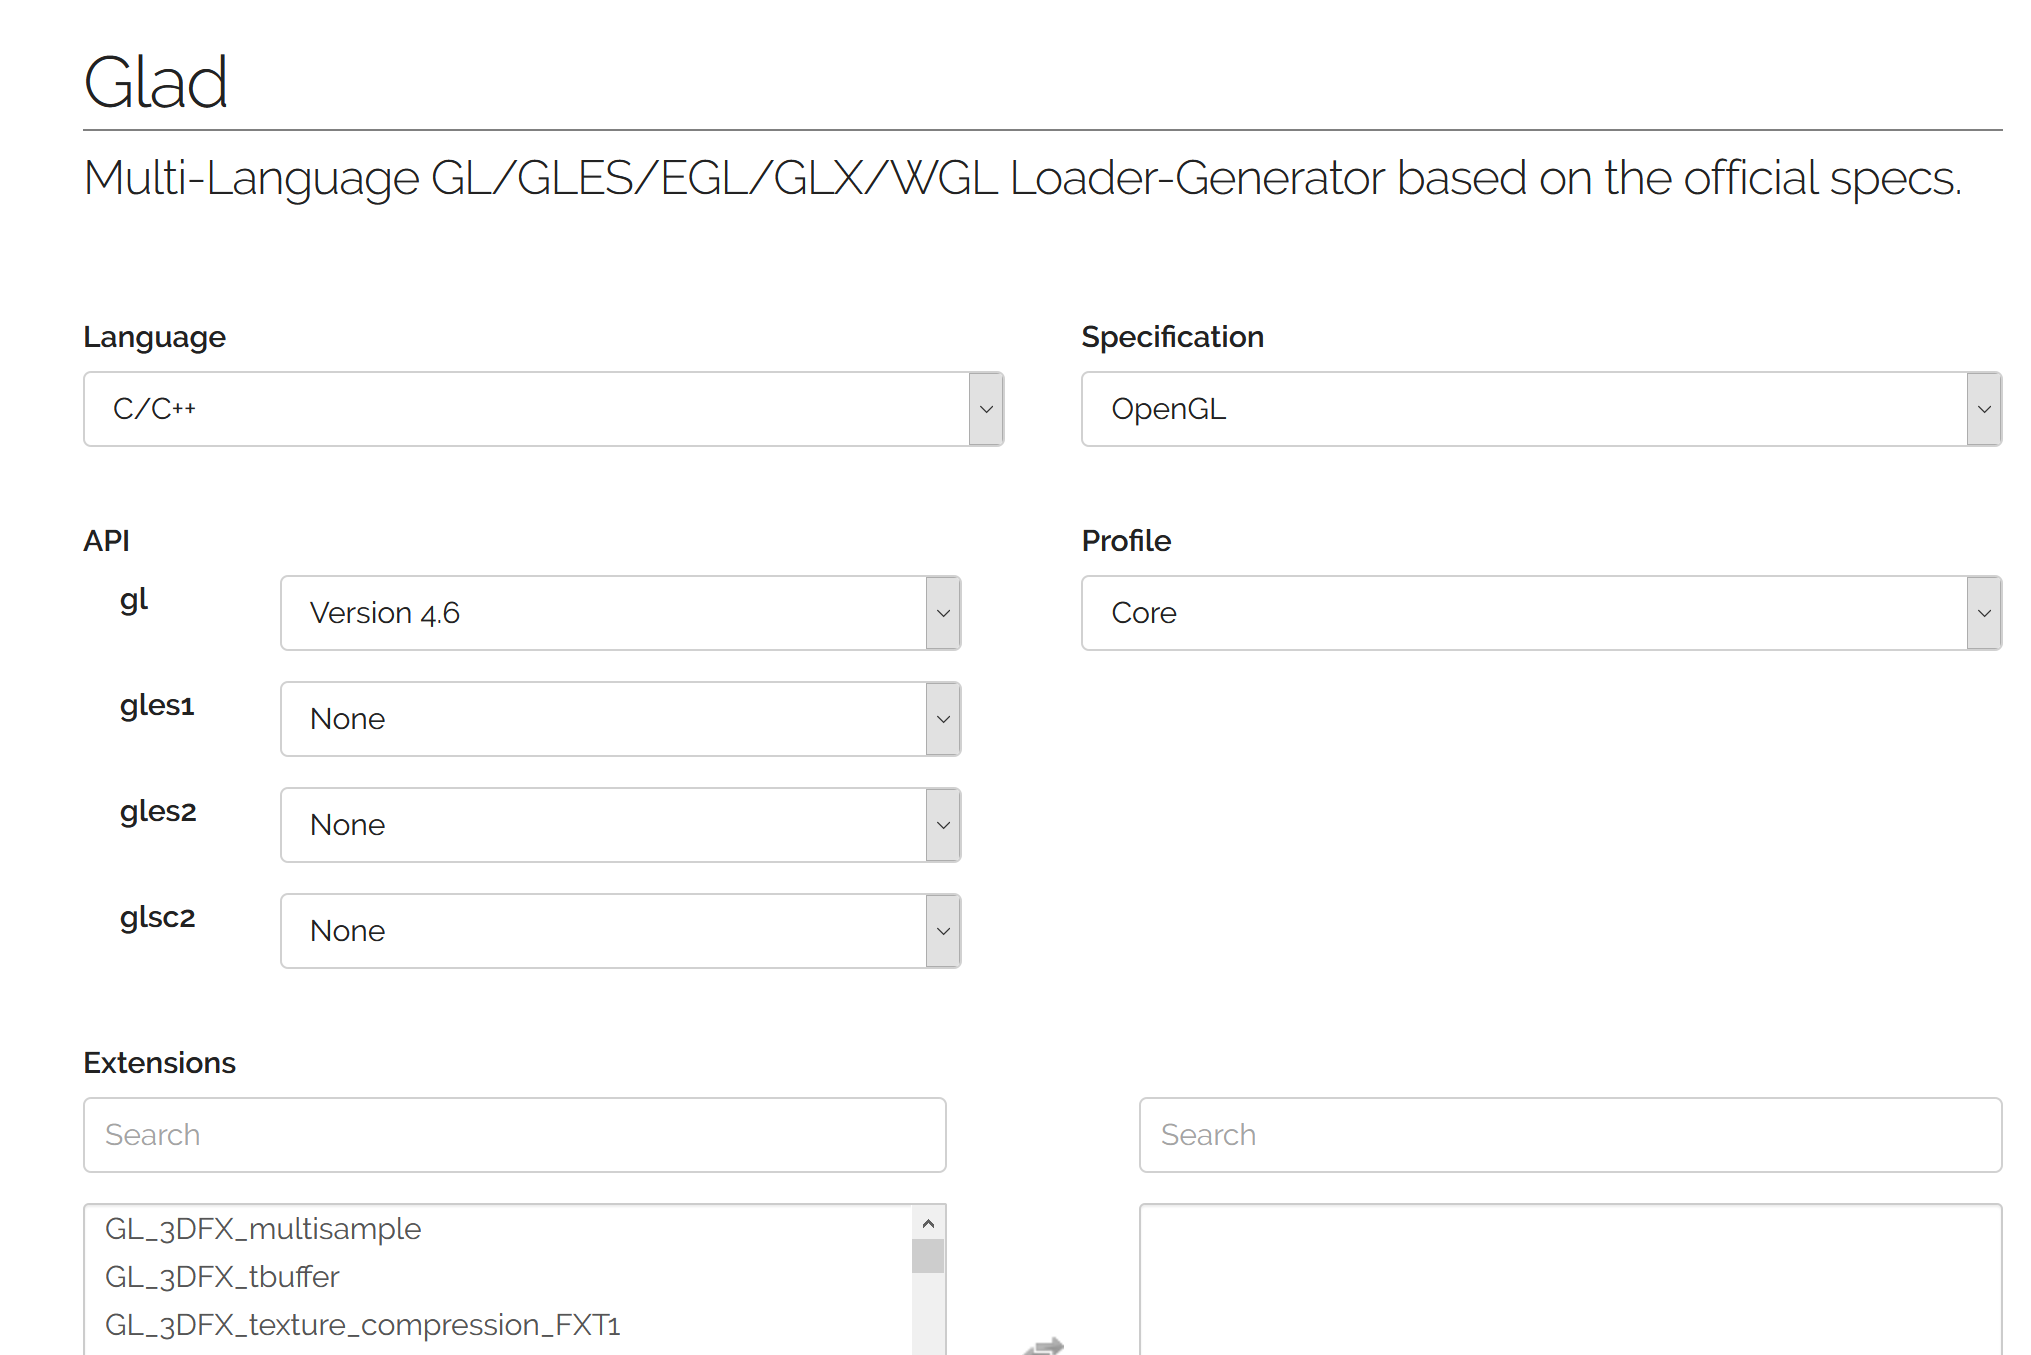 Glad
Multi-Language GL/GLES/EGL/GLX/WGL Loader-Generator based on the official specs.
Language
Specification
C/C++
OpenGL
API
Profile
gl
Version 4.6
Core
gles1
None
gles2
None
glsc2
None
Extensions
Search
Search
GL_3DFX_multisample
GL_3DFX_tbuffer
GL_3DFX_texture_compression_FXT1